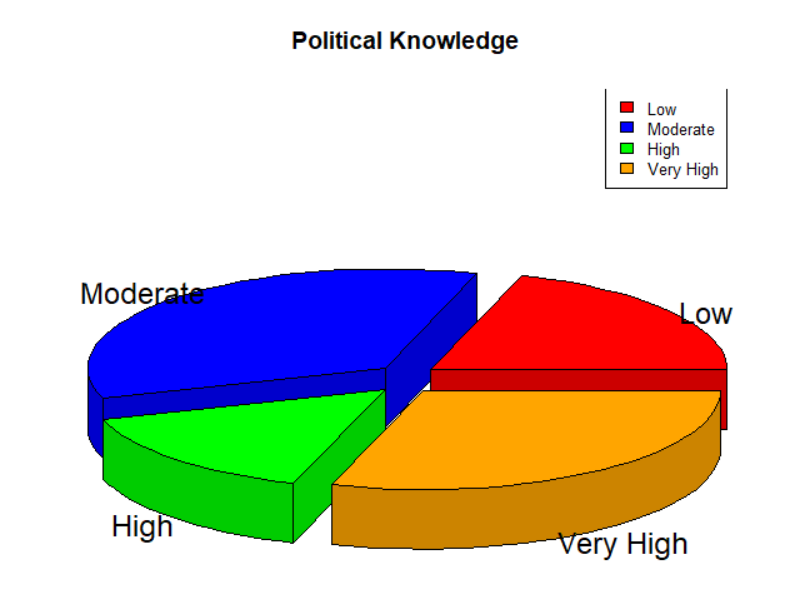 Political Knowledge
Low
Moderate
High
Very High
Moderate
Low
High
Very High